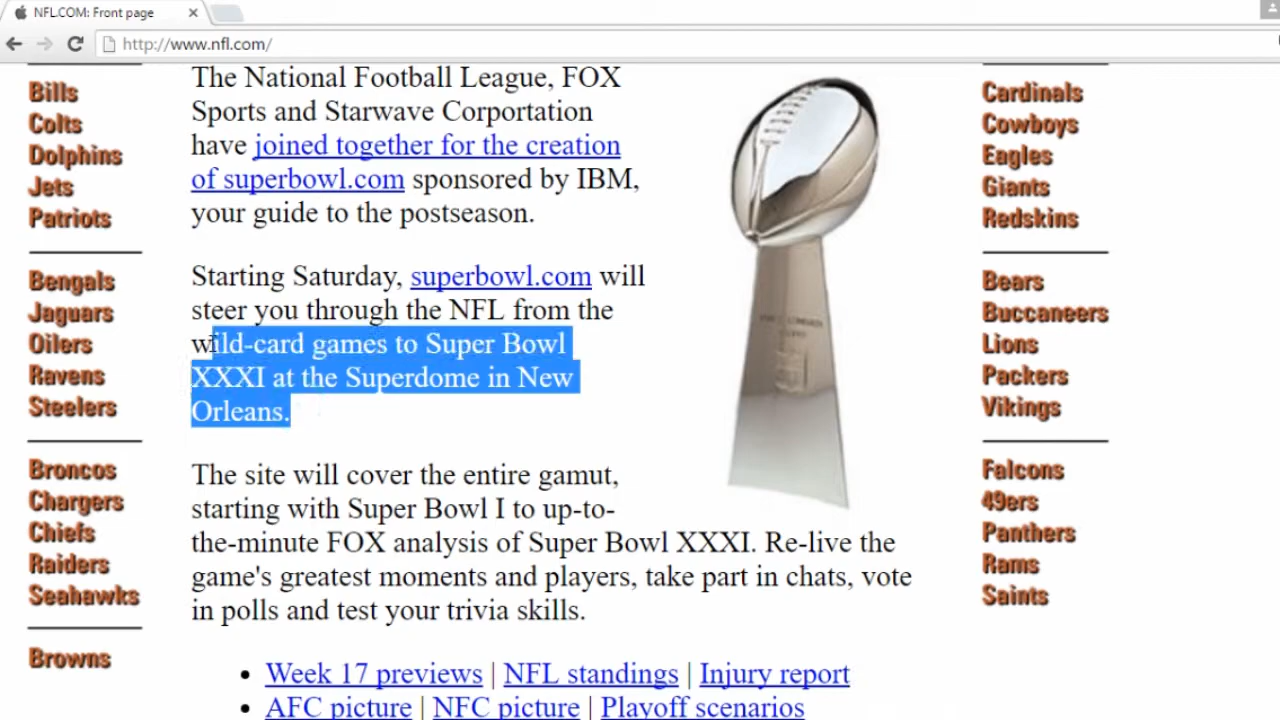 NFL.COM: Front page
http://www.nfl.com/
Bills
Colts
Dolphins
Jets
Patriots
Bengals
Jaguars
Oilers
Ravens
Steelers
Broncos
Chargers
Chiefs
Raiders
Seahawks
Browns
The National Football League, FOX
Sports and Starwave Corportation
have joined together for the creation
of superbowl.com sponsored by IBM,
your guide to the postseason.
Starting Saturday, superbowl.com will
steer you through the NFL from the
wild-card games to Super Bowl
XXXI at the Superdome in New
Orleans.
The site will cover the entire gamut,
starting with Super Bowl I to up-to-
the-minute FOX analysis of Super Bowl XXXI. Re-live the
game's greatest moments and players, take part in chats, vote
in polls and test your trivia skills.
• Week 17 previews | NFL standings | Injury report
• AFC picture | NFC picture | Playoff scenarios
Cardinals
Cowboys
Eagles
Giants
Redskins
Bears
Buccaneers
Lions
Packers
Vikings
Falcons
49ers
Panthers
Rams
Saints